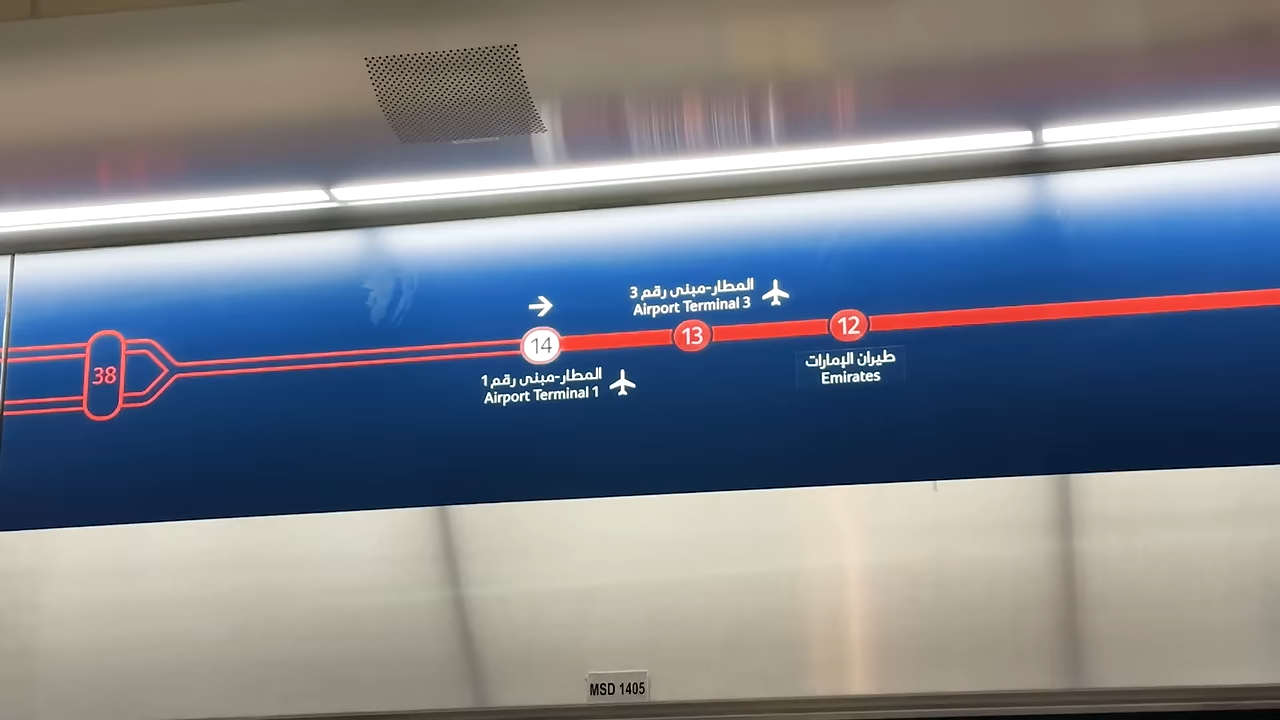 المطار-مبنى رقم 3
Airport Terminal 3
38
14
13
12
المطار-مبنى رقم 1
Airport Terminal 1
طيران الإمارات
Emirates
MSD 1405